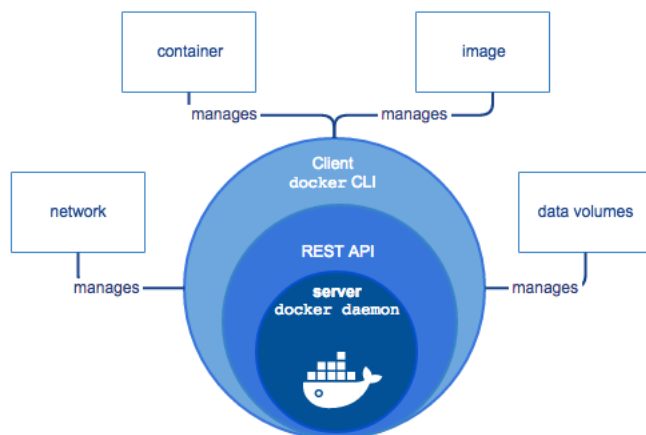 container
image
manages
manages
Client
docker CLI
network
data volumes
REST API
manages
server
docker daemon
manages